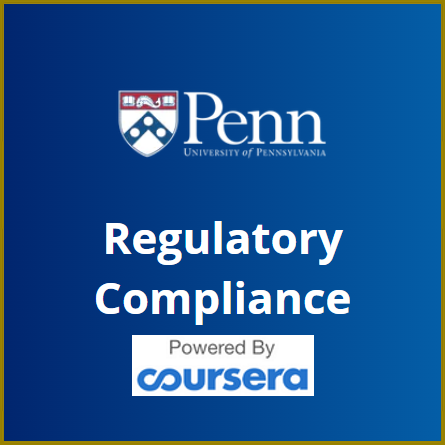 Penn
UNIVERSITY of PENNSYLVANIA
Regulatory
Compliance
Powered By
coursera